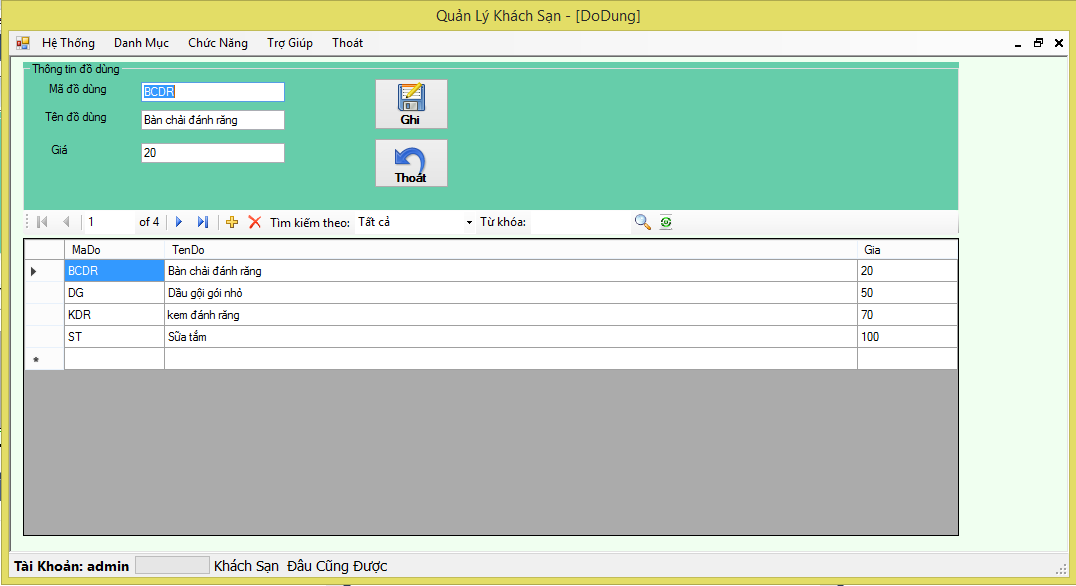 Quản Lý Khách Sạn - [DoDung]
Hệ Thống Danh Mục Chức Năng Trợ Giúp Thoát
Thông tin đồ dùng
Mã đồ dùng BCDR
Tên đồ dùng Bàn chải đánh răng
Giá 20
Ghi
Thoát
1 of 4 Tìm kiếm theo: Tất cả Từ khóa:
MaDo TenDo Gia
BCDR Bàn chải đánh răng 20
DG Dầu gội gói nhỏ 50
KDR kem đánh răng 70
ST Sữa tắm 100
Tài Khoản: admin Khách Sạn Đâu Cũng Được